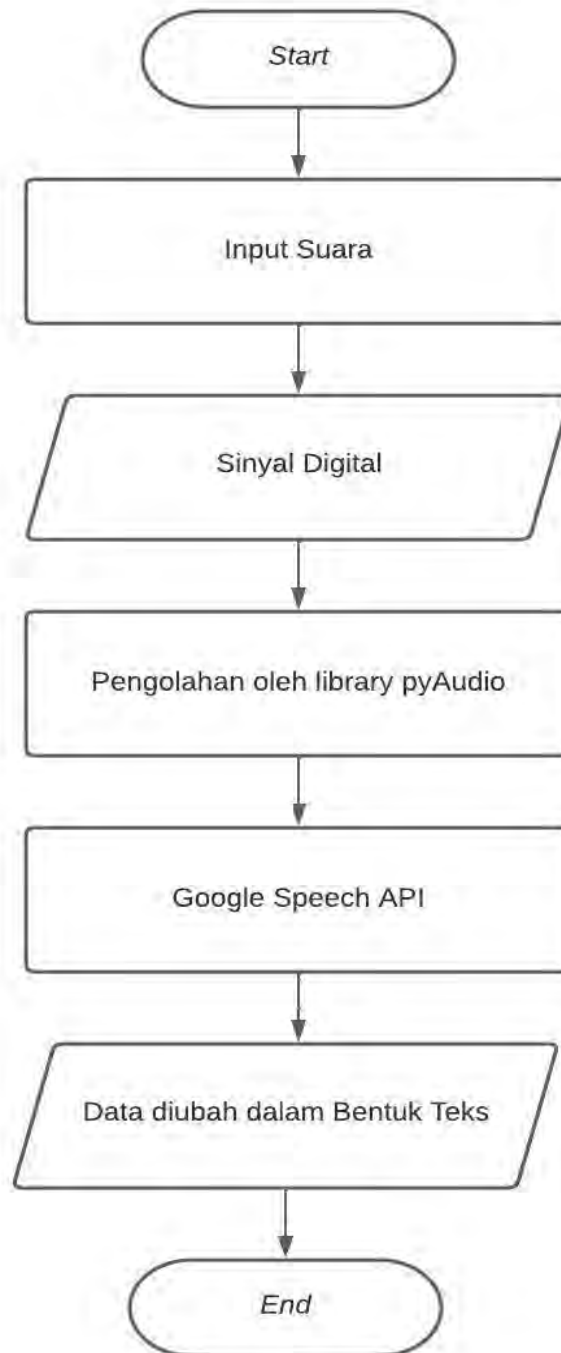 Start
Input Suara
Sinyal Digital
Pengolahan oleh library pyAudio
Google Speech API
Data diubah dalam Bentuk Teks
End